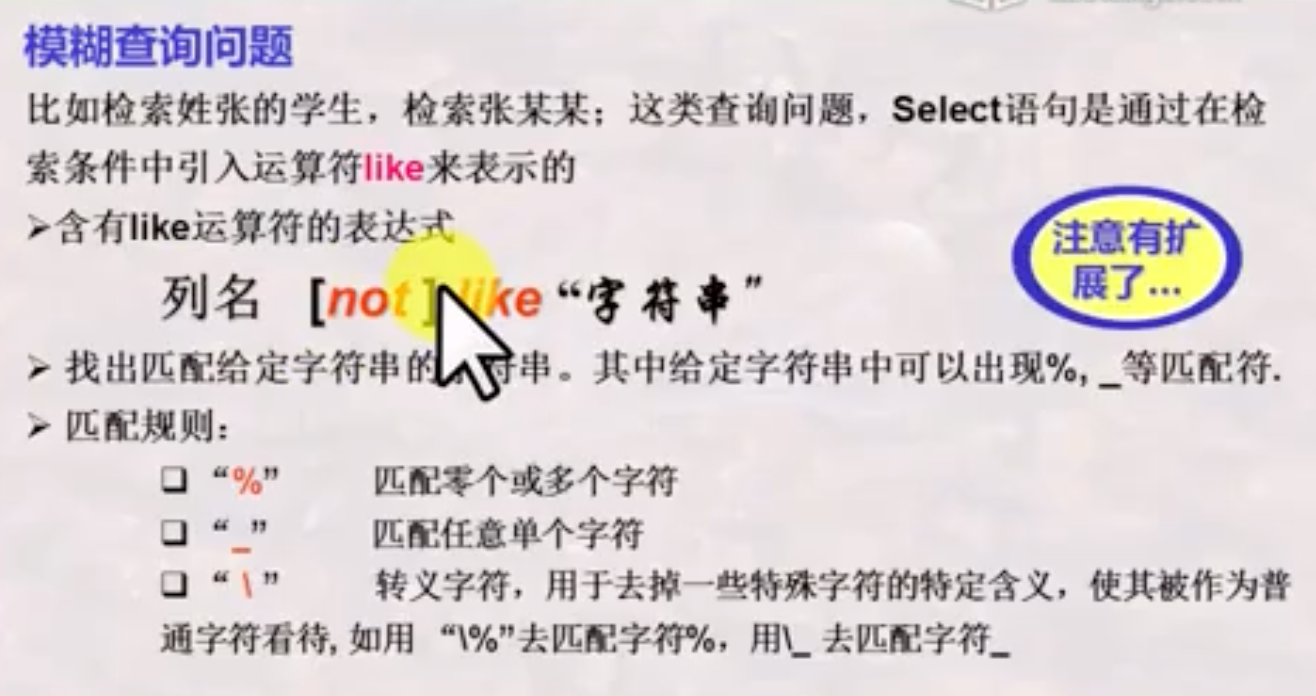 模糊查询问题
比如检索姓张的学生，检索张某某；这类查询问题，Select语句是通过在检
索条件中引入运算符like来表示的
➢含有like运算符的表达式
注意有扩
展了...
列名 [not ] like “字符串”
➢ 找出匹配给定字符串的字符串。其中给定字符串中可以出现%, _等匹配符.
➢ 匹配规则：
❑ “%” 匹配零个或多个字符
❑ “_” 匹配任意单个字符
❑ “\” 转义字符，用于去掉一些特殊字符的特定含义，使其被作为普
通字符看待, 如用 “\%”去匹配字符%，用\_ 去匹配字符_